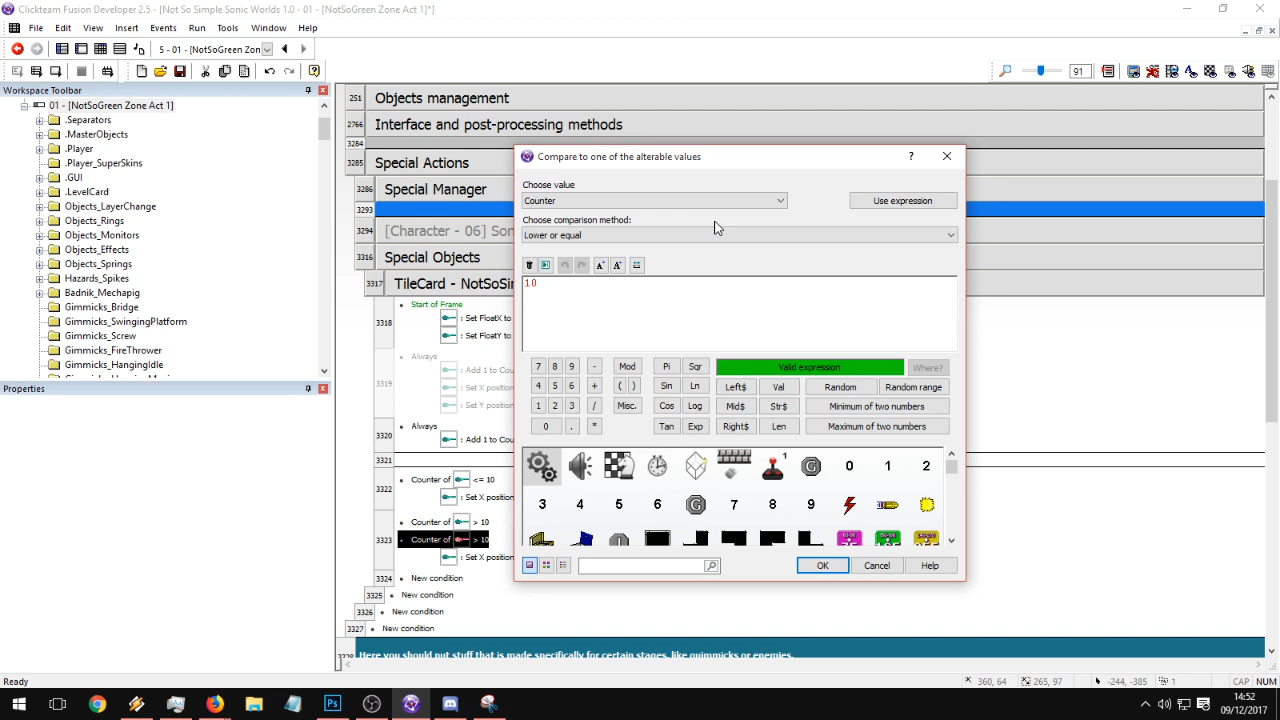 Clickteam Fusion Developer 2.5 - [Not So Simple Sonic Worlds 1.0 - 01 - [NotSoGreen Zone Act 1]*]
File Edit View Insert Events Run Tools Window Help
5 - 01 - [NotSoGreen Zon
91
Workspace Toolbar
01 - [NotSoGreen Zone Act 1]
.Separators
.MasterObjects
.Player
.Player_SuperSkins
.GUI
.LevelCard
Objects_LayerChange
Objects_Rings
Objects_Monitors
Objects_Effects
Objects_Springs
Hazards_Spikes
Badnik_Mechapig
Gimmicks_Bridge
Gimmicks_SwingingPlatform
Gimmicks_Screw
Gimmicks_FireThrower
Gimmicks_HangingIdle
Properties
251 Objects management
2766 Interface and post-processing methods
3284
3285 Special Actions
3286 Special Manager
3293
3294 [Character - 06] Son
3316 Special Objects
3317 TileCard - NotSoSi
3318 Start of Frame
: Set FloatX to
: Set FloatY to
3319 Always
: Add 1 to Cou
: Set X position
: Set Y position
3320 Always
: Add 1 to Cou
3321
3322 Counter of <= 10
: Set X position
3323 Counter of > 10
Counter of > 10
: Set X position
3324 New condition
3325 New condition
3326 New condition
3327 New condition
3328 Here you should put stuff that is made specifically for certain stages, like guimmicks or enemies.
Compare to one of the alterable values
?
Choose value
Counter
Use expression
Choose comparison method:
Lower or equal
10
7 8 9 - Mod Pi Sqr Valid expression Where?
4 5 6 + ( ) Sin Ln Left$ Val Random Random range
1 2 3 / Misc. Cos Log Mid$ Str$ Minimum of two numbers
0 . * Tan Exp Right$ Len Maximum of two numbers
1 G 0 1 2
3 4 5 6 G 7 8 9
OK Cancel Help
Ready
360, 64 265, 97 -244, -385 1 CAP NUM
Ps
14:52
09/12/2017